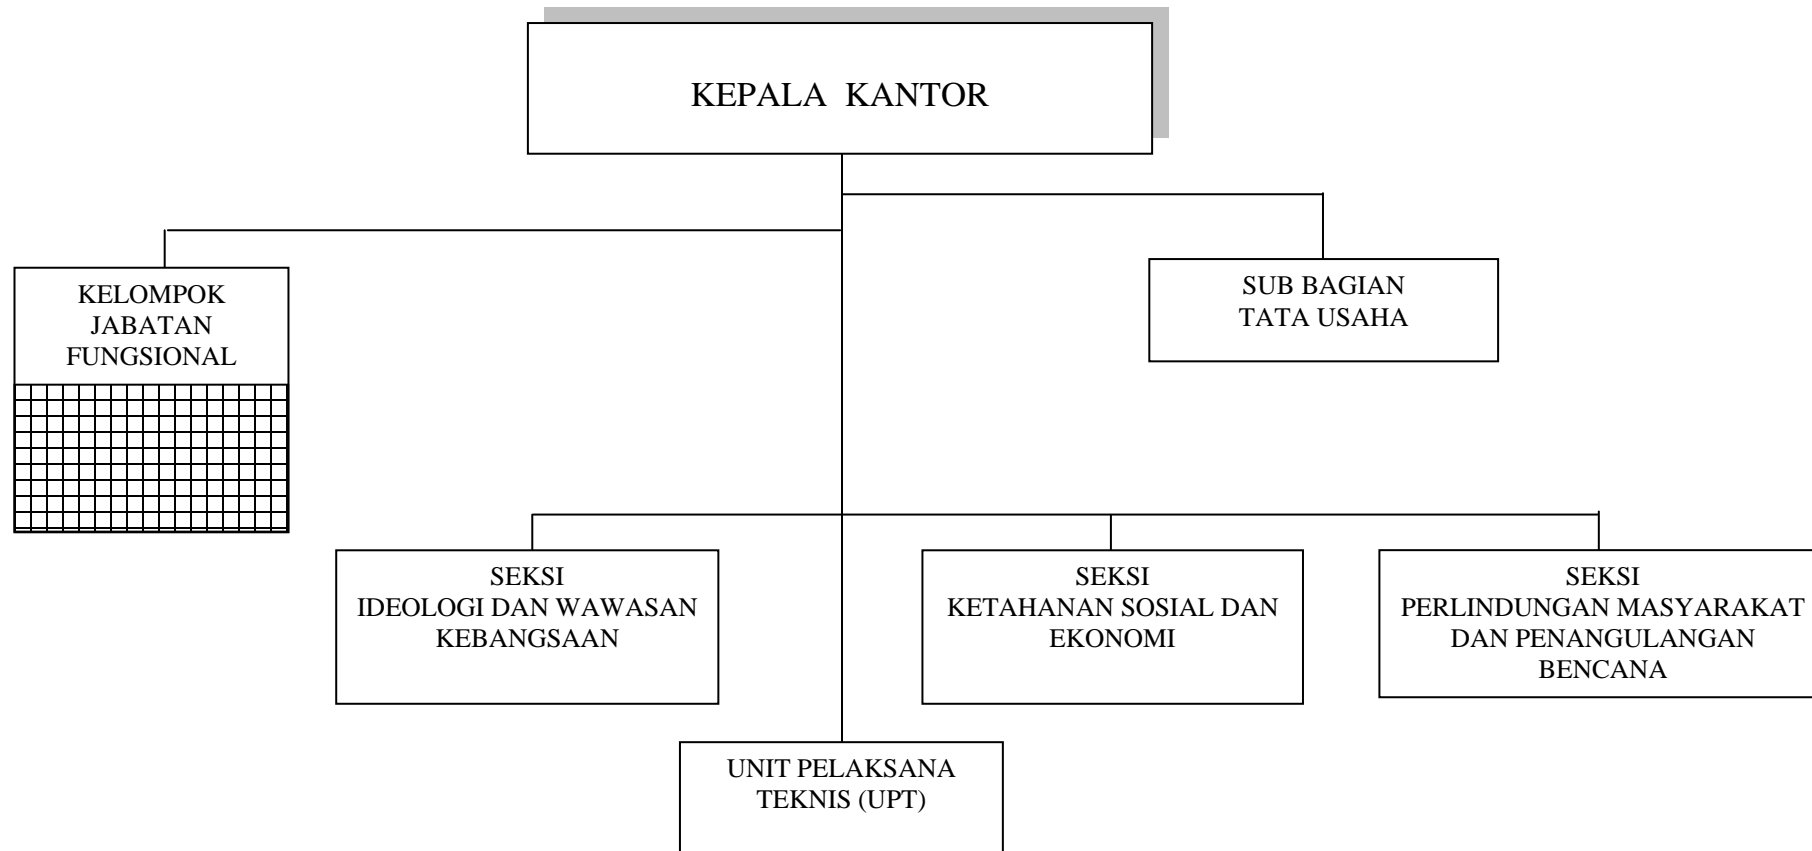 KEPALA KANTOR
KELOMPOK
JABATAN
FUNGSIONAL
SUB BAGIAN
TATA USAHA
SEKSI
IDEOLOGI DAN WAWASAN
KEBANGSAAN
SEKSI
KETAHANAN SOSIAL DAN
EKONOMI
SEKSI
PERLINDUNGAN MASYARAKAT
DAN PENANGULANGAN
BENCANA
UNIT PELAKSANA
TEKNIS (UPT)